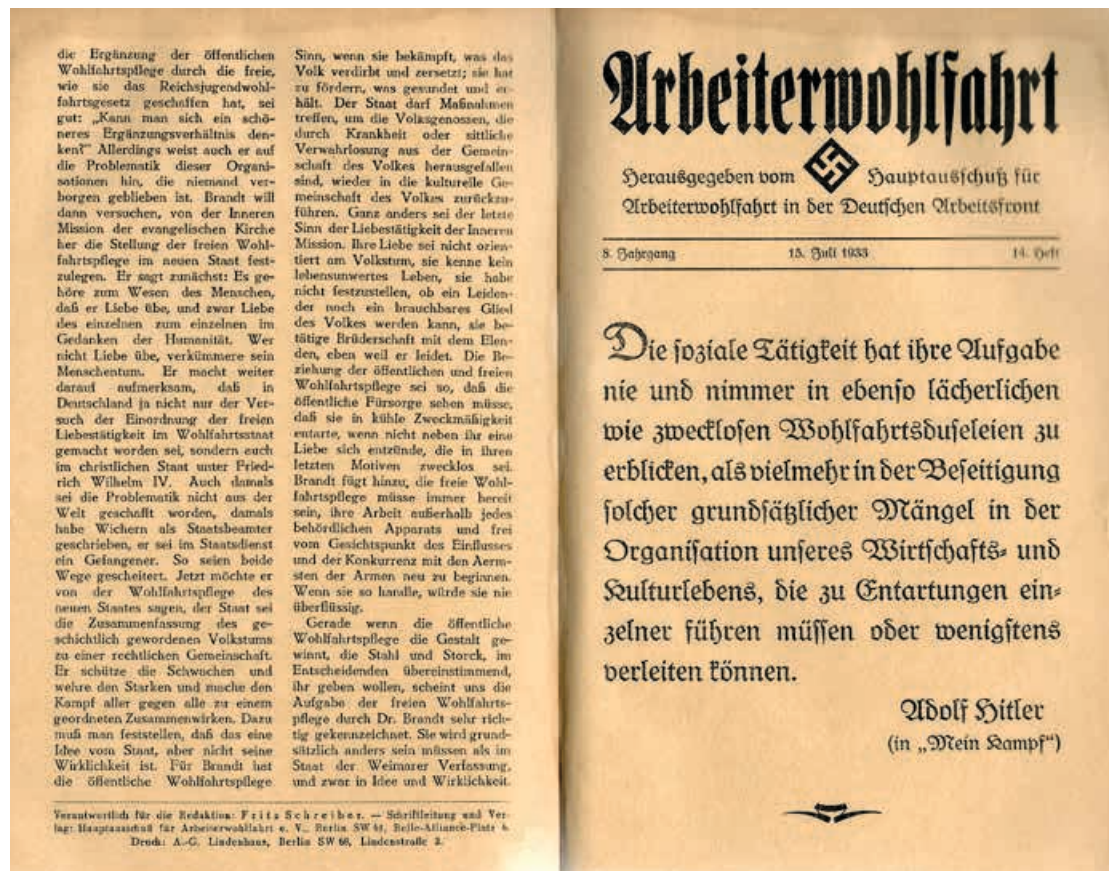 die Ergänzung der öffentlichen
Wohlfahrtspflege durch die freie,
wie sie das Reichsjugendwohl-
fahrtsgesetz geschaffen hat, sei
gut: „Kann man sich ein schö-
neres Ergänzungsverhältnis den-
ken?" Allerdings weist auch er auf
die Problematik dieser Organi-
sationen hin, die niemand ver-
borgen geblieben ist. Brandt will
dann versuchen, von der Inneren
Mission der evangelischen Kirche
her die Stellung der freien Wohl-
fahrtspflege im neuen Staat fest-
zulegen. Er sagt zunächst: Es ge-
höre zum Wesen des Menschen,
daß er Liebe übe, und zwar Liebe
des einzelnen zum einzelnen im
Gedanken der Humanität. Wer
nicht Liebe übe, verkümmere sein
Menschentum. Er macht weiter
darauf aufmerksam, daß in
Deutschland ja nicht nur der Ver-
such der Einordnung der freien
Liebestätigkeit im Wohlfahrtsstaat
gemacht worden sei, sondern auch
im christlichen Staat unter Fried-
rich Wilhelm IV. Auch damals
sei die Problematik nicht aus der
Welt geschafft worden, damals
habe Wichern als Staatsbeamter
geschrieben, er sei im Staatsdienst
ein Gefangener. So seien beide
Wege gescheitert. Jetzt möchte er
von der Wohlfahrtspflege des
neuen Staates sagen, der Staat sei
die Zusammenfassung des ge-
schichtlich gewordenen Volkstums
zu einer rechtlichen Gemeinschaft.
Er schütze die Schwachen und
wehre den Starken und mache den
Kampf aller gegen alle zu einem
geordneten Zusammenwirken. Dazu
muß man feststellen, daß das eine
Idee vom Staat, aber nicht seine
Wirklichkeit ist. Für Brandt hat
die öffentliche Wohlfahrtspflege
Sinn, wenn sie bekämpft, was das
Volk verdirbt und zersetzt; sie hat
zu fördern, was gesundet und er-
hält. Der Staat darf Maßnahmen
treffen, um die Volksgenossen, die
durch Krankheit oder sittliche
Verwahrlosung aus der Gemein-
schaft des Volkes herausgefallen
sind, wieder in die kulturelle Ge-
meinschaft des Volkes zurückzu-
führen. Ganz anders sei der letzte
Sinn der Liebestätigkeit der Inneren
Mission. Ihre Liebe sei nicht orien-
tiert am Volkstum, sie kenne kein
lebensunwertes Leben, sie habe
nicht festzustellen, ob ein Leiden-
der noch ein brauchbares Glied
des Volkes werden kann, sie be-
tätige Brüderschaft mit dem Elen-
den, eben weil er leidet. Die Be-
ziehung der öffentlichen und freien
Wohlfahrtspflege sei so, daß die
öffentliche Fürsorge sehen müsse,
daß sie in kühle Zweckmäßigkeit
entarte, wenn nicht neben ihr eine
Liebe sich entzünde, die in ihren
letzten Motiven zwecklos sei.
Brandt fügt hinzu, die freie Wohl-
fahrtspflege müsse immer bereit
sein, ihre Arbeit außerhalb jedes
behördlichen Apparats und frei
vom Gesichtspunkt des Einflusses
und der Konkurrenz mit den Aerm-
sten der Armen neu zu beginnen.
Wenn sie so handle, würde sie nie
überflüssig.
Gerade wenn die öffentliche
Wohlfahrtspflege die Gestalt ge-
winnt, die Stahl und Storck, im
Entscheidenden übereinstimmend,
ihr geben wollen, scheint uns die
Aufgabe der freien Wohlfahrts-
pflege durch Dr. Brandt sehr rich-
tig gekennzeichnet. Sie wird grund-
sätzlich anders sein müssen als im
Staat der Weimarer Verfassung,
und zwar in Idee und Wirklichkeit.
Verantwortlich für die Redaktion: Fritz Schreiber. — Schriftleitung und Ver-
lag: Hauptausschuß für Arbeiterwohlfahrt e. V., Berlin SW 61, Belle-Alliance-Platz 6.
Druck: A.-G. Lindenhaus, Berlin SW 68, Lindenstraße 3.
Arbeiterwohlfahrt
Herausgegeben vom Hauptausschuß für
Arbeiterwohlfahrt in der Deutschen Arbeitsfront
8. Jahrgang 15. Juli 1933 14. Heft
Die soziale Tätigkeit hat ihre Aufgabe
nie und nimmer in ebenso lächerlichen
wie zwecklosen Wohlfahrtsduseleien zu
erblicken, als vielmehr in der Beseitigung
solcher grundsätzlicher Mängel in der
Organisation unseres Wirtschafts- und
Kulturlebens, die zu Entartungen ein-
zelner führen müssen oder wenigstens
verleiten können.
Adolf Hitler
(in „Mein Kampf")